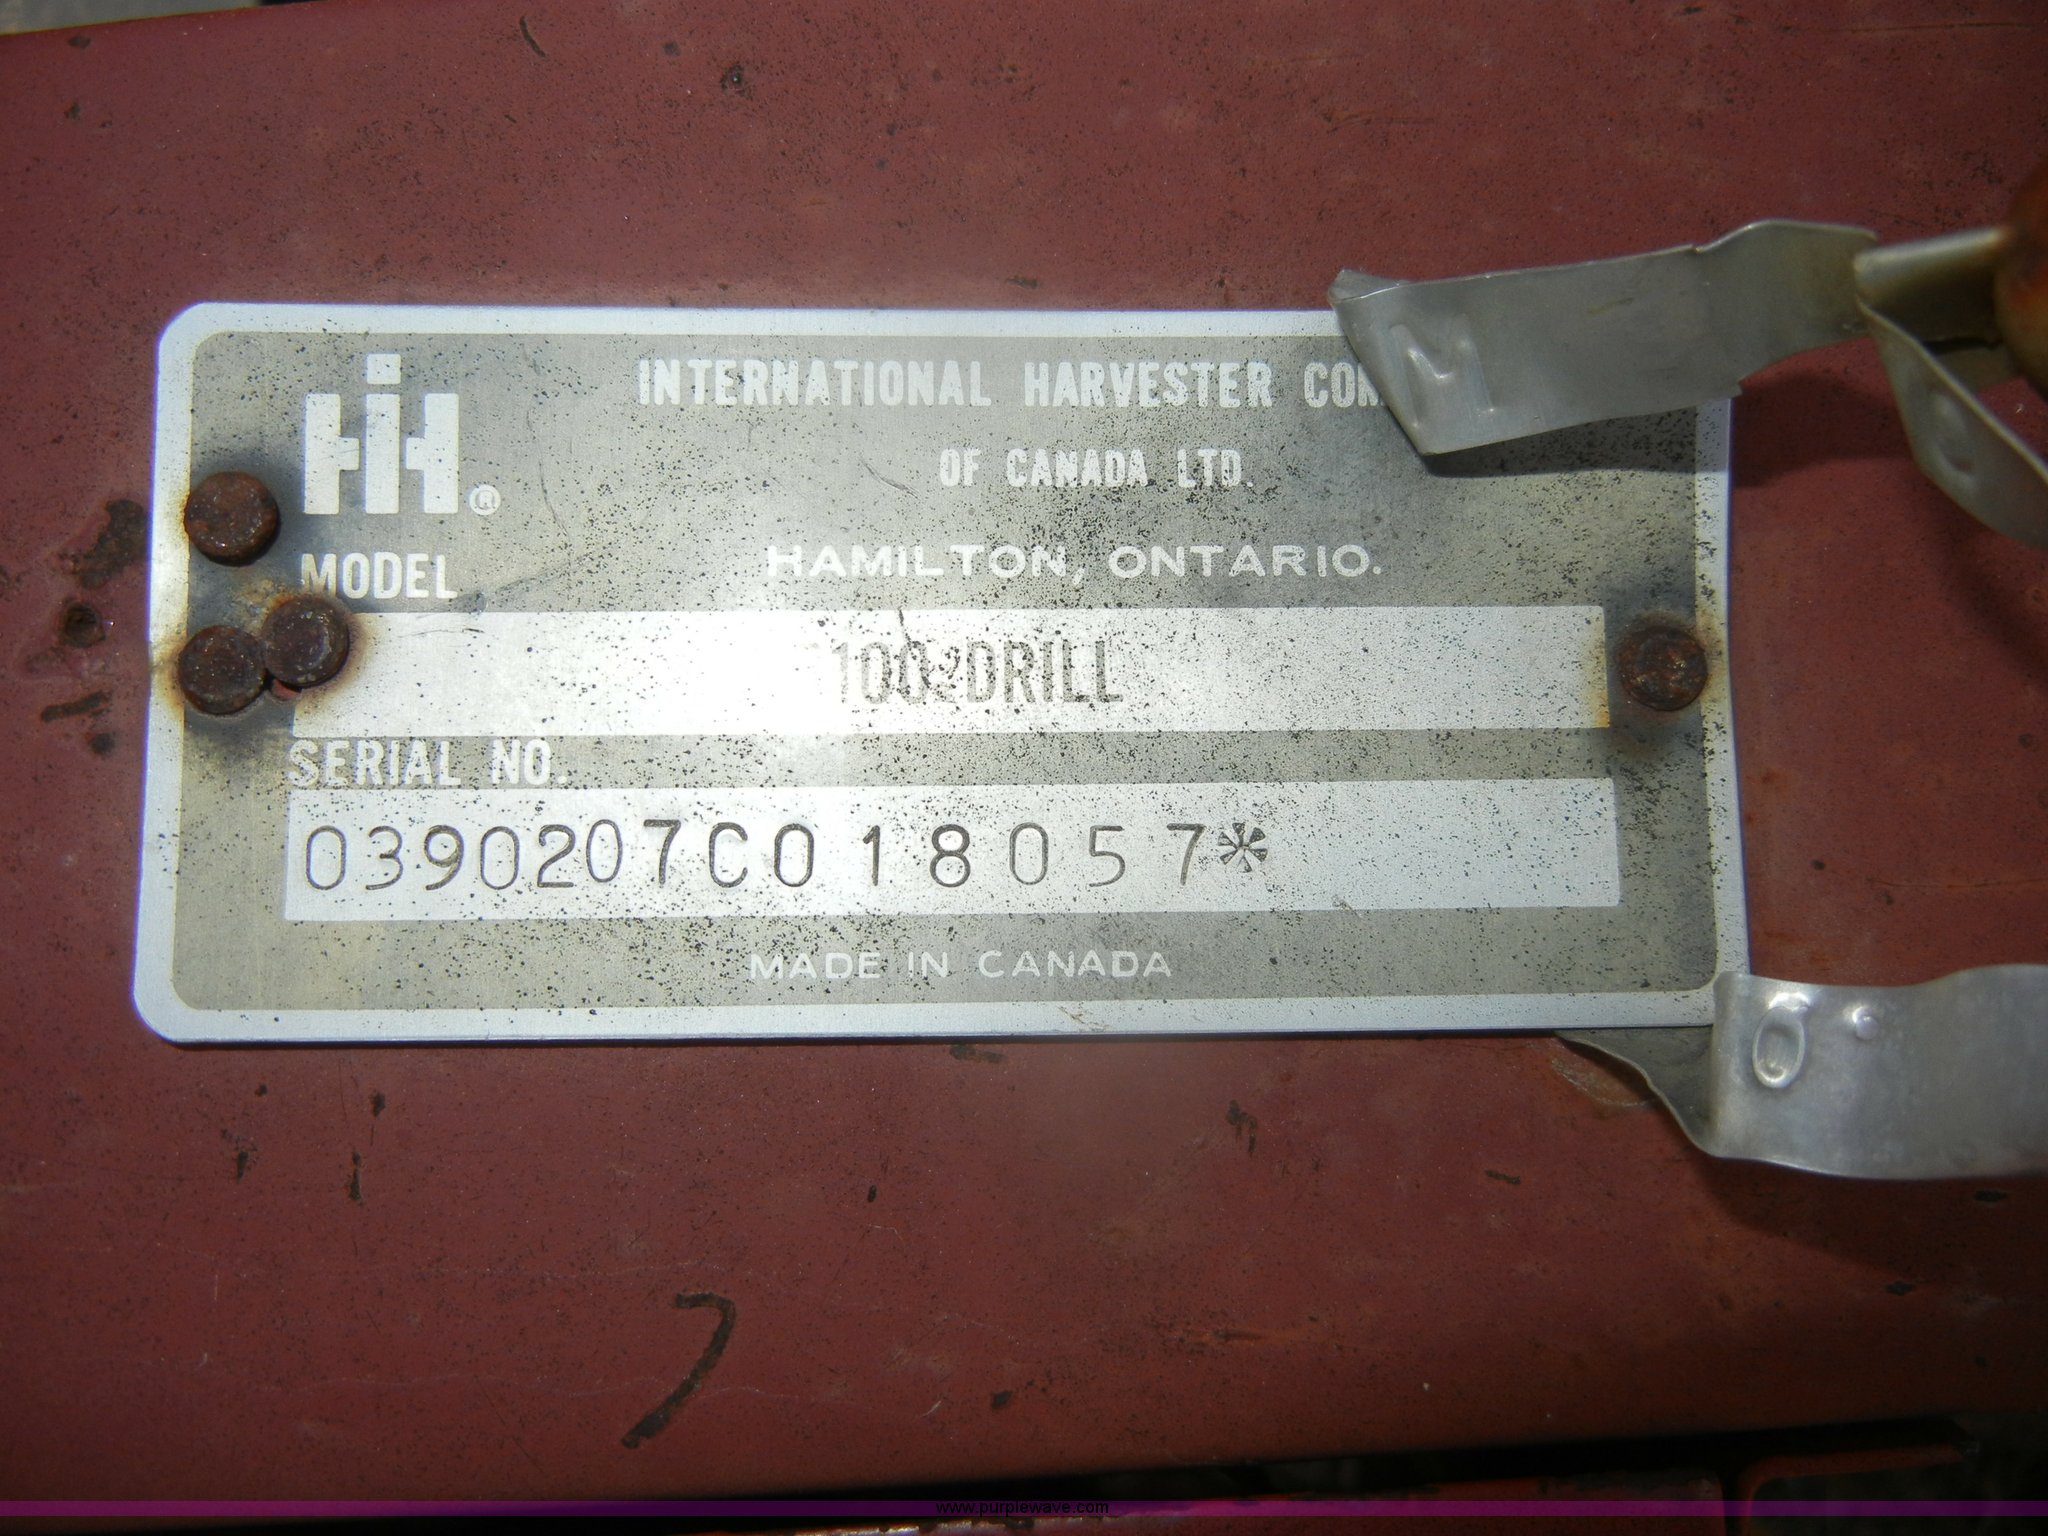 IH®
INTERNATIONAL HARVESTER COM
OF CANADA LTD.
HAMILTON, ONTARIO.
MODEL
DRILL
SERIAL NO.
0390207C018057*
MADE IN CANADA
www.purplewave.com